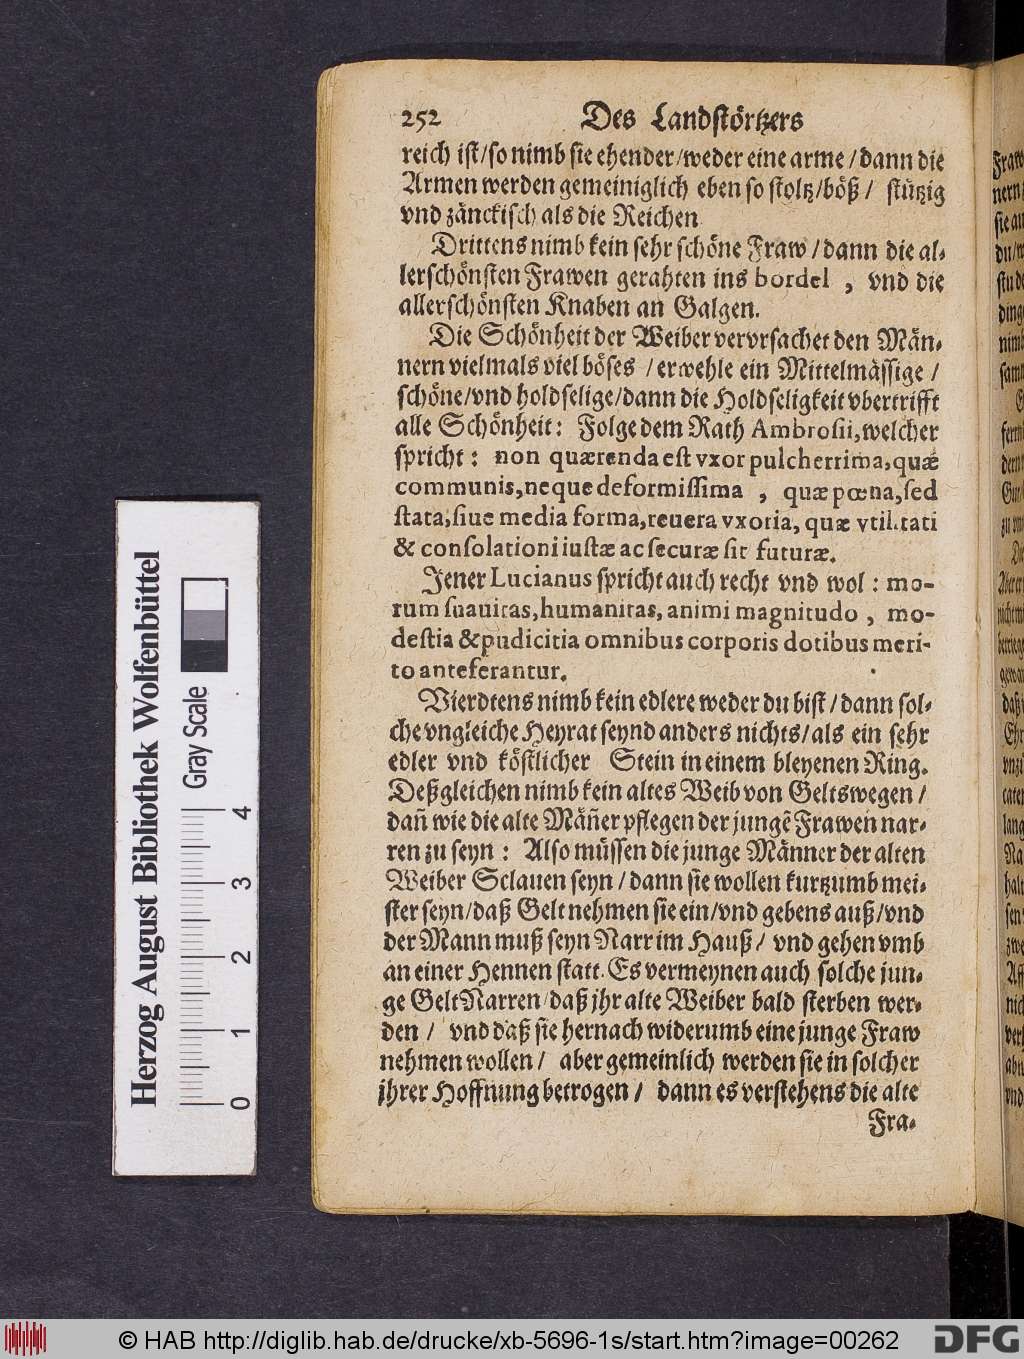 252 Des Landstörtzers
reich ist/so nimb sie ehender/weder eine arme/dann die
Armen werden gemeiniglich eben so stoltz/böß/ stützig
vnd zänckisch als die Reichen
Drittens nimb kein sehr schöne Fraw/dann die al-
lerschönsten Frawen gerahten ins bordel, vnd die
allerschönsten Knaben an Galgen.
Die Schönheit der Weiber vervrsachet den Män-
nern vielmals viel böses /erwehle ein Mittelmässige/
schöne/vnd holdselige/dann die Holdseligkeit vbertrifft
alle Schönheit: Folge dem Rath Ambrosii,welcher
spricht: non quærenda est vxor pulcherrima,quæ
communis,neque deformissima, quæ pœna,sed
stata,siue media forma,reuera vxoria, quæ vtilitati
& consolationi iustæ ac securæ sit futuræ.
Jener Lucianus spricht auch recht vnd wol: mo-
rum suauitas,humanitas,animi magnitudo, mo-
destia & pudicitia omnibus corporis dotibus meri-
to anteferantur.
Vierdtens nimb kein edlere weder du bist/dann sol-
che vngleiche Heyrat seynd anders nichts/als ein sehr
edler vnd köstlicher Stein in einem bleyenen Ring.
Deßgleichen nimb kein altes Weib von Geltswegen/
dañ wie die alte Mäñer pflegen der jungẽ Frawen nar-
ren zu seyn: Also müssen die junge Männer der alten
Weiber Sclauen seyn/dann sie wollen kurtzumb mei-
ster seyn/daß Gelt nehmen sie ein/vnd gebens auß/vnd
der Mann muß seyn Narr im Hauß/ vnd gehen vmb
an einer Hennen statt. Es vermeynen auch solche jun-
ge GeltNarren/daß jhr alte Weiber bald sterben wer-
den/ vnd daß sie hernach widerumb eine junge Fraw
nehmen wollen/ aber gemeinlich werden sie in solcher
jhrer Hoffnung betrogen/ dann es verstehens die alte
Fra-
Herzog August Bibliothek Wolfenbüttel
Gray Scale
0 1 2 3 4
© HAB http://diglib.hab.de/drucke/xb-5696-1s/start.htm?image=00262
DFG